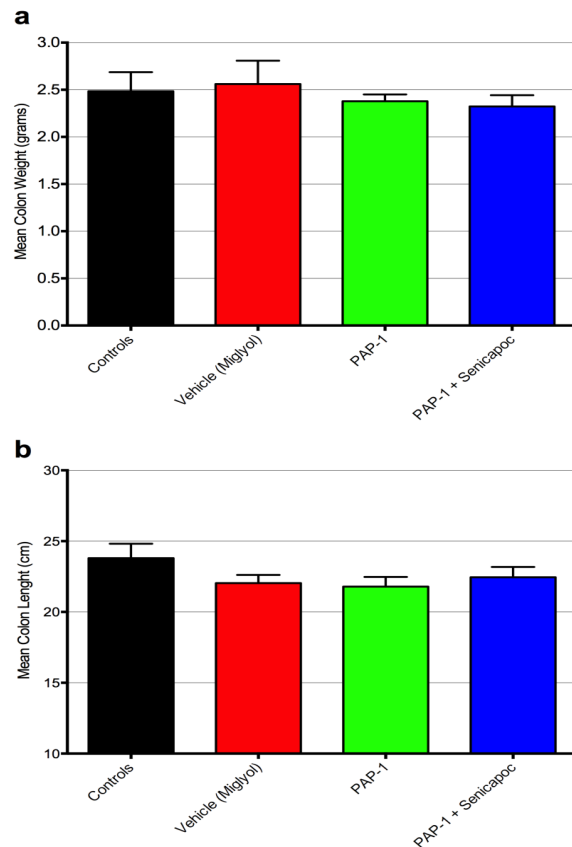 a
Mean Colon Weight (grams)
3.0
2.5
2.0
1.5
1.0
0.5
0.0
Controls
Vehicle (Miglyol)
PAP-1
PAP-1 + Senicapoc
b
Mean Colon Lenght (cm)
30
25
20
15
10
Controls
Vehicle (Miglyol)
PAP-1
PAP-1 + Senicapoc